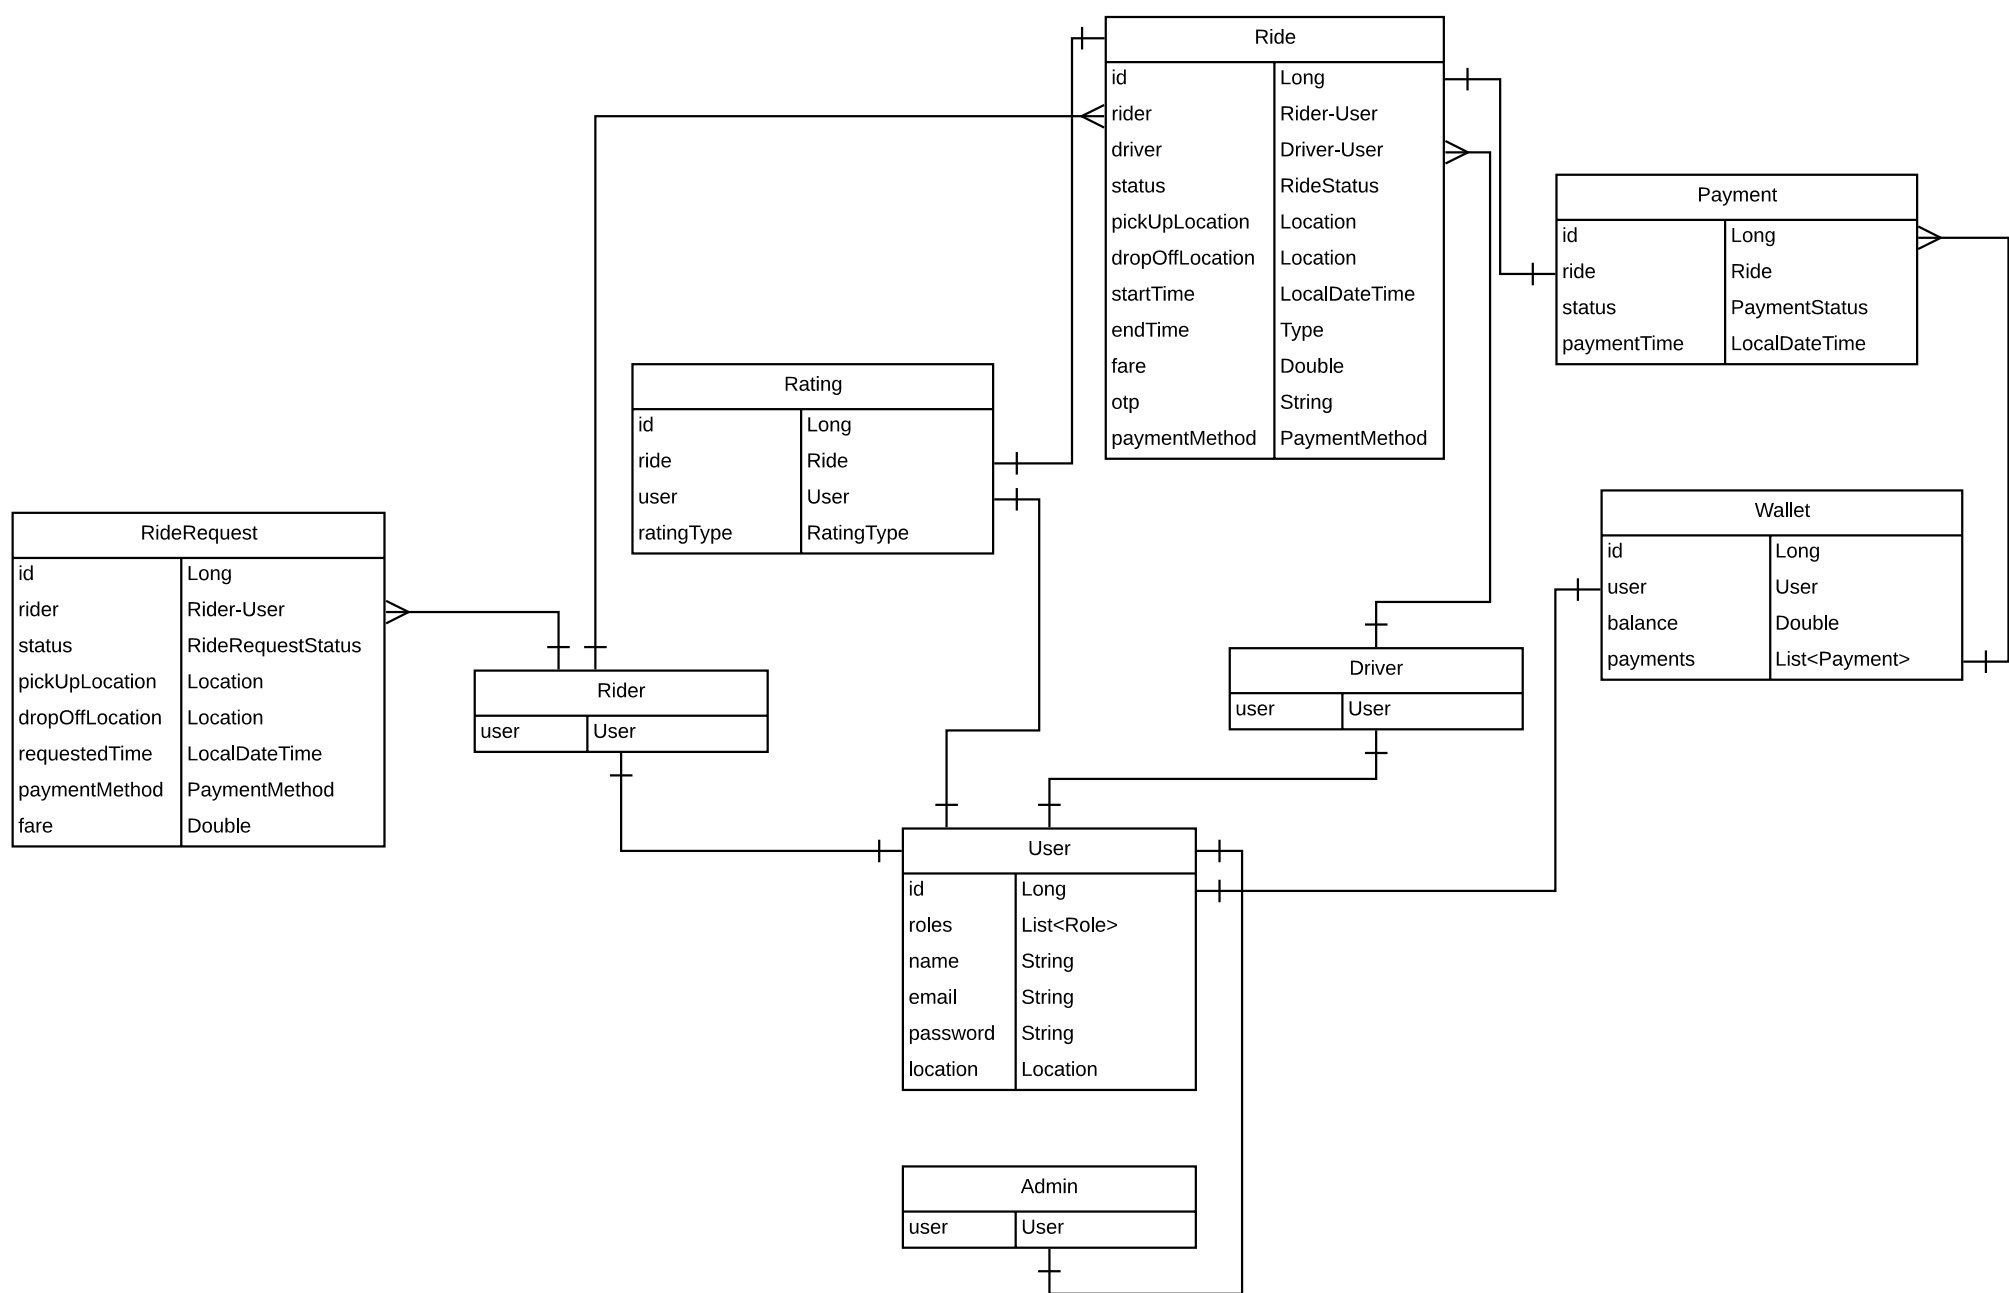 Ride
id Long
rider Rider-User
driver Driver-User
status RideStatus
pickUpLocation Location
dropOffLocation Location
startTime LocalDateTime
endTime Type
fare Double
otp String
paymentMethod PaymentMethod
Payment
id Long
ride Ride
status PaymentStatus
paymentTime LocalDateTime
Rating
id Long
ride Ride
user User
ratingType RatingType
Wallet
id Long
user User
balance Double
payments List<Payment>
RideRequest
id Long
rider Rider-User
status RideRequestStatus
pickUpLocation Location
dropOffLocation Location
requestedTime LocalDateTime
paymentMethod PaymentMethod
fare Double
Rider
user User
Driver
user User
User
id Long
roles List<Role>
name String
email String
password String
location Location
Admin
user User